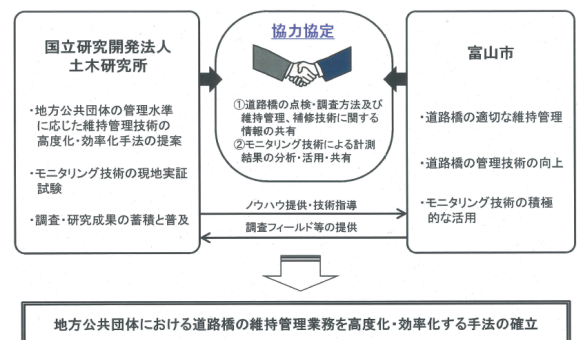 国立研究開発法人
土木研究所
・地方公共団体の管理水準
に応じた維持管理技術の
高度化・効率化手法の提案
・モニタリング技術の現地実証
試験
・調査・研究成果の蓄積と普及
協力協定
①道路橋の点検・調査方法及び
維持管理、補修技術に関する
情報の共有
②モニタリング技術による計測
結果の分析・活用・共有
ノウハウ提供・技術指導
調査フィールド等の提供
富山市
・道路橋の適切な維持管理
・道路橋の管理技術の向上
・モニタリング技術の積極
的な活用
地方公共団体における道路橋の維持管理業務を高度化・効率化する手法の確立